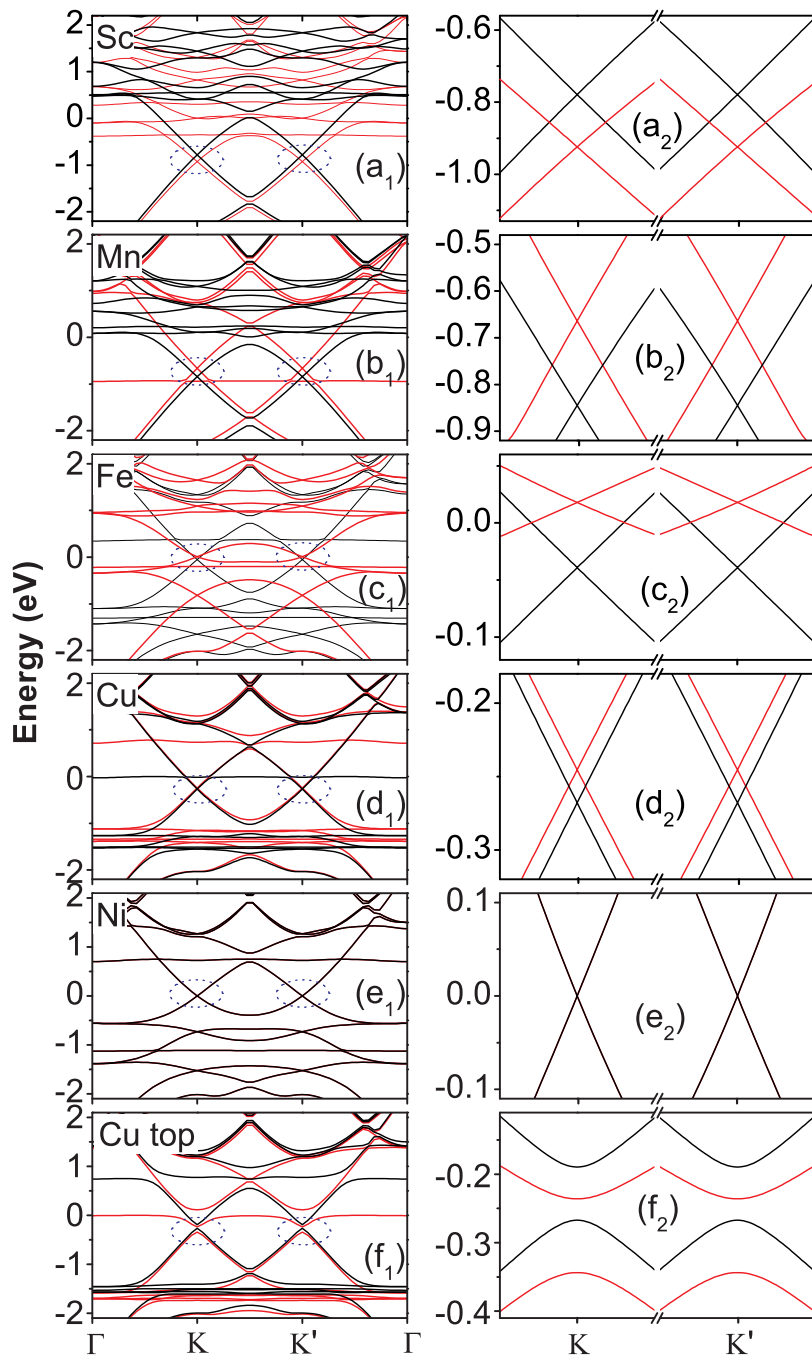 Energy (eV)
Sc
2
1
0
-1
-2
(a1)
-0.6
-0.8
-1.0
(a2)
Mn
2
0
-2
(b1)
-0.5
-0.6
-0.7
-0.8
-0.9
(b2)
Fe
2
0
-2
(c1)
0.0
-0.1
(c2)
Cu
2
0
-2
(d1)
-0.2
-0.3
(d2)
Ni
2
1
0
-1
-2
(e1)
0.1
0.0
-0.1
(e2)
Cu top
2
1
0
-1
-2
(f1)
-0.2
-0.3
-0.4
(f2)
Γ K K' Γ
K K'